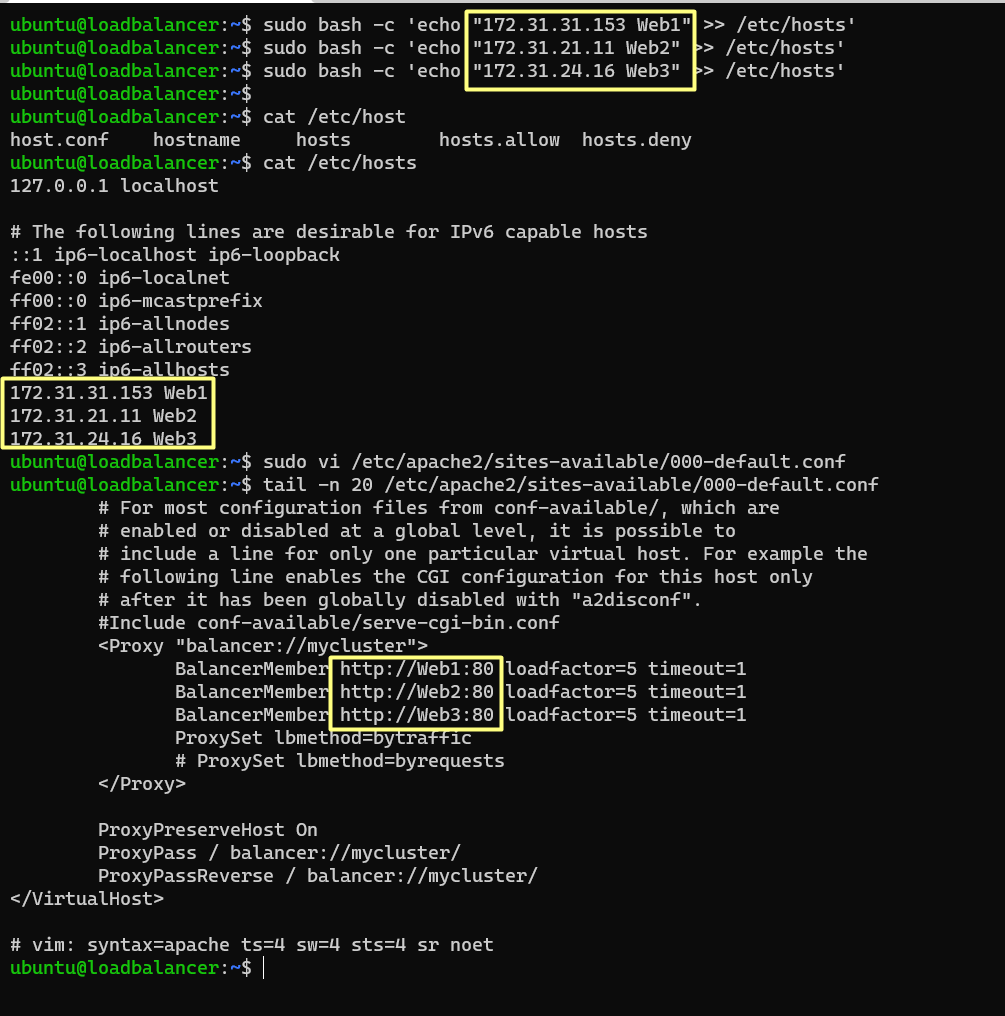 ubuntu@loadbalancer:~$ sudo bash -c 'echo "172.31.31.153 Web1" >> /etc/hosts'
ubuntu@loadbalancer:~$ sudo bash -c 'echo "172.31.21.11 Web2" >> /etc/hosts'
ubuntu@loadbalancer:~$ sudo bash -c 'echo "172.31.24.16 Web3" >> /etc/hosts'
ubuntu@loadbalancer:~$
ubuntu@loadbalancer:~$ cat /etc/host
host.conf    hostname     hosts        hosts.allow  hosts.deny
ubuntu@loadbalancer:~$ cat /etc/hosts
127.0.0.1 localhost

# The following lines are desirable for IPv6 capable hosts
::1 ip6-localhost ip6-loopback
fe00::0 ip6-localnet
ff00::0 ip6-mcastprefix
ff02::1 ip6-allnodes
ff02::2 ip6-allrouters
ff02::3 ip6-allhosts
172.31.31.153 Web1
172.31.21.11 Web2
172.31.24.16 Web3
ubuntu@loadbalancer:~$ sudo vi /etc/apache2/sites-available/000-default.conf
ubuntu@loadbalancer:~$ tail -n 20 /etc/apache2/sites-available/000-default.conf
        # For most configuration files from conf-available/, which are
        # enabled or disabled at a global level, it is possible to
        # include a line for only one particular virtual host. For example the
        # following line enables the CGI configuration for this host only
        # after it has been globally disabled with "a2disconf".
        #Include conf-available/serve-cgi-bin.conf
        <Proxy "balancer://mycluster">
               BalancerMember http://Web1:80 loadfactor=5 timeout=1
               BalancerMember http://Web2:80 loadfactor=5 timeout=1
               BalancerMember http://Web3:80 loadfactor=5 timeout=1
               ProxySet lbmethod=bytraffic
               # ProxySet lbmethod=byrequests
        </Proxy>

        ProxyPreserveHost On
        ProxyPass / balancer://mycluster/
        ProxyPassReverse / balancer://mycluster/
</VirtualHost>

# vim: syntax=apache ts=4 sw=4 sts=4 sr noet
ubuntu@loadbalancer:~$